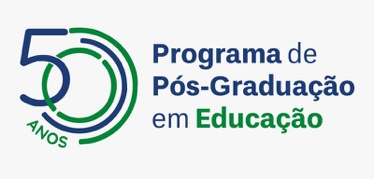 50
ANOS
Programa de
Pós-Graduação
em Educação